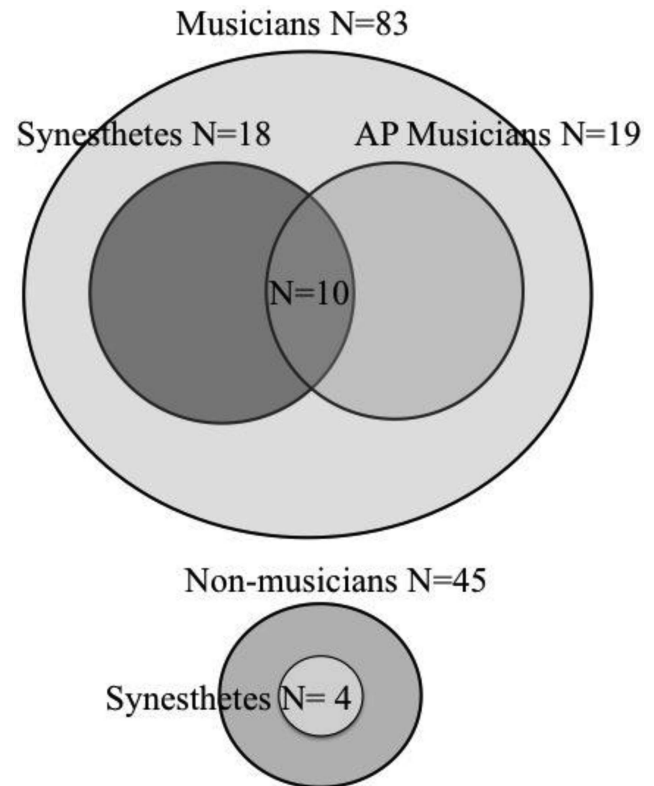 Musicians N=83
Synesthetes N=18
AP Musicians N=19
N=10
Non-musicians N=45
Synesthetes N= 4